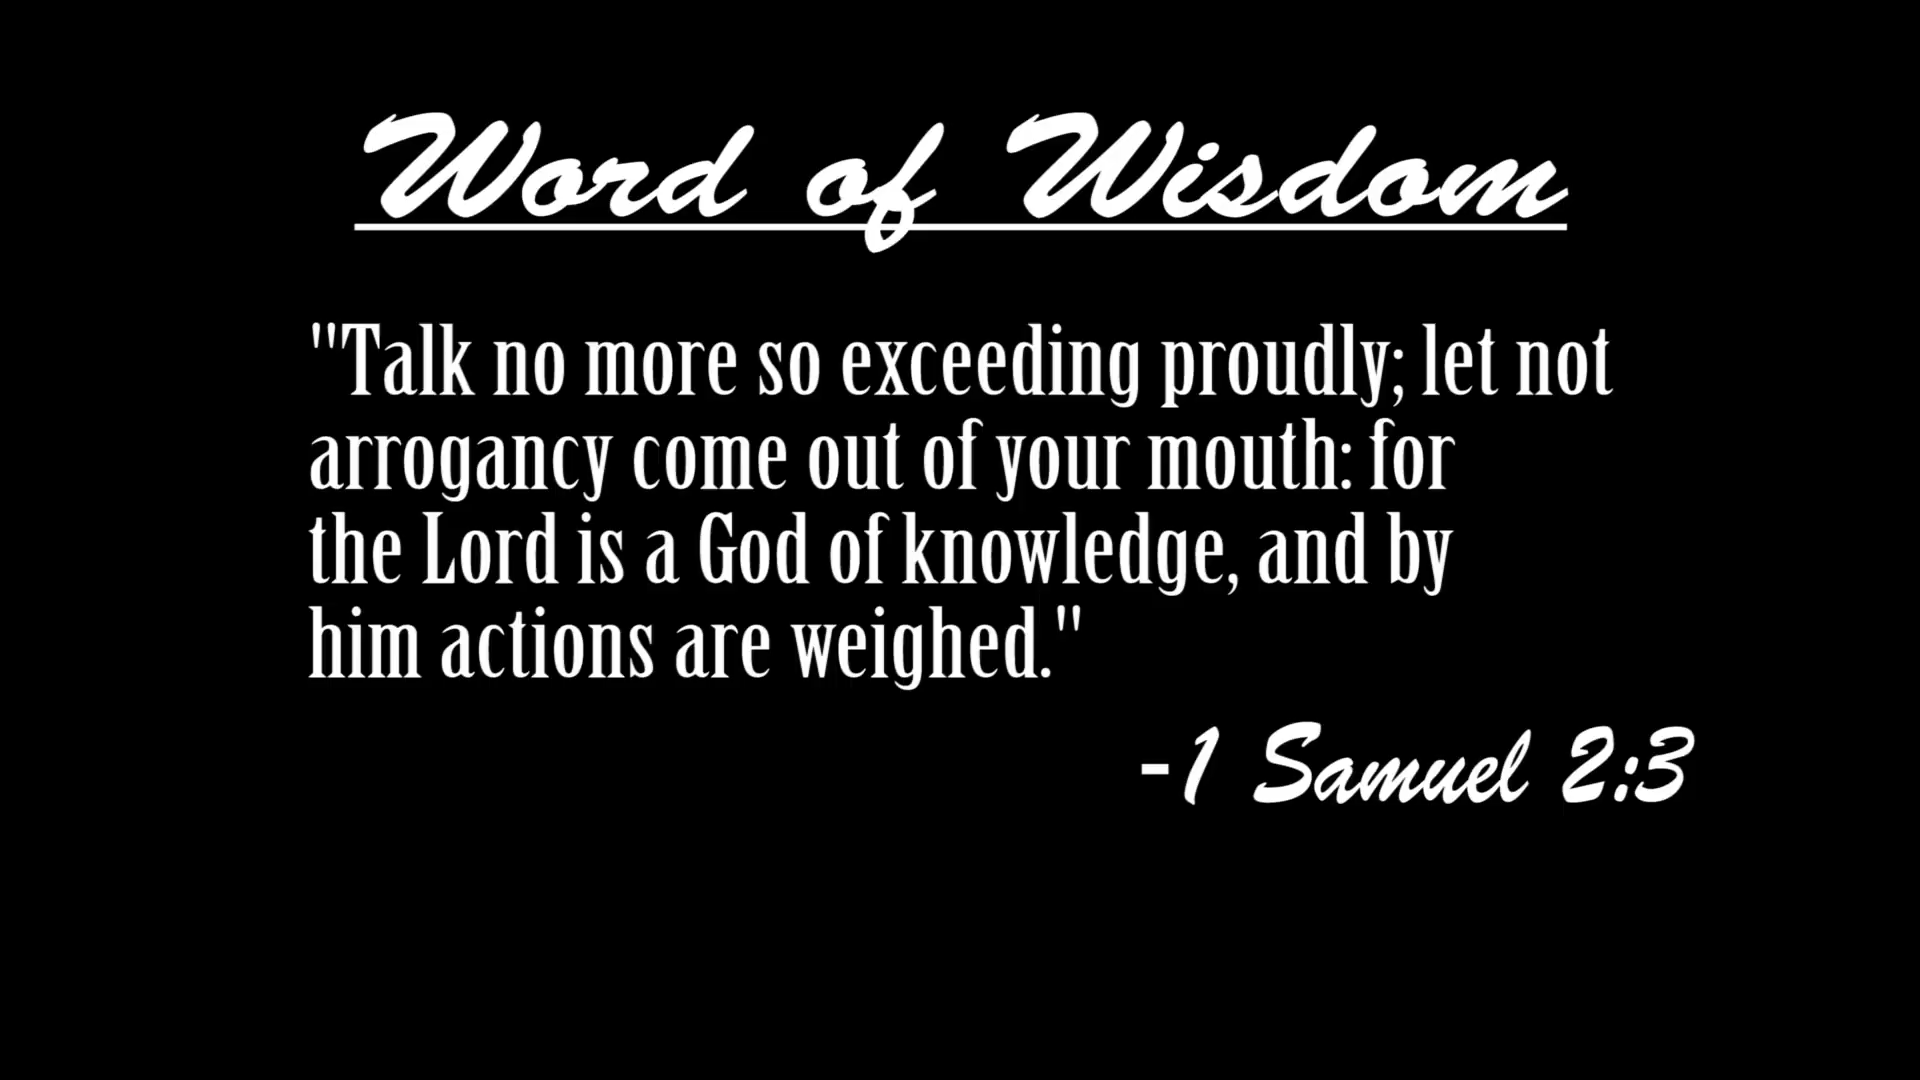 Word of Wisdom
"Talk no more so exceeding proudly; let not
arrogancy come out of your mouth: for
the Lord is a God of knowledge, and by
him actions are weighed."
-1 Samuel 2:3